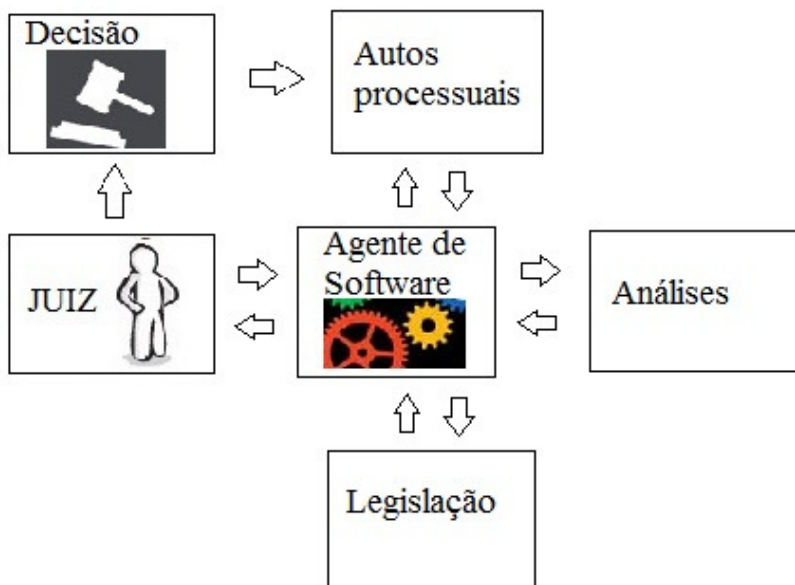 Decisão
Autos
processuais
JUIZ
Agente de
Software
Análises
Legislação